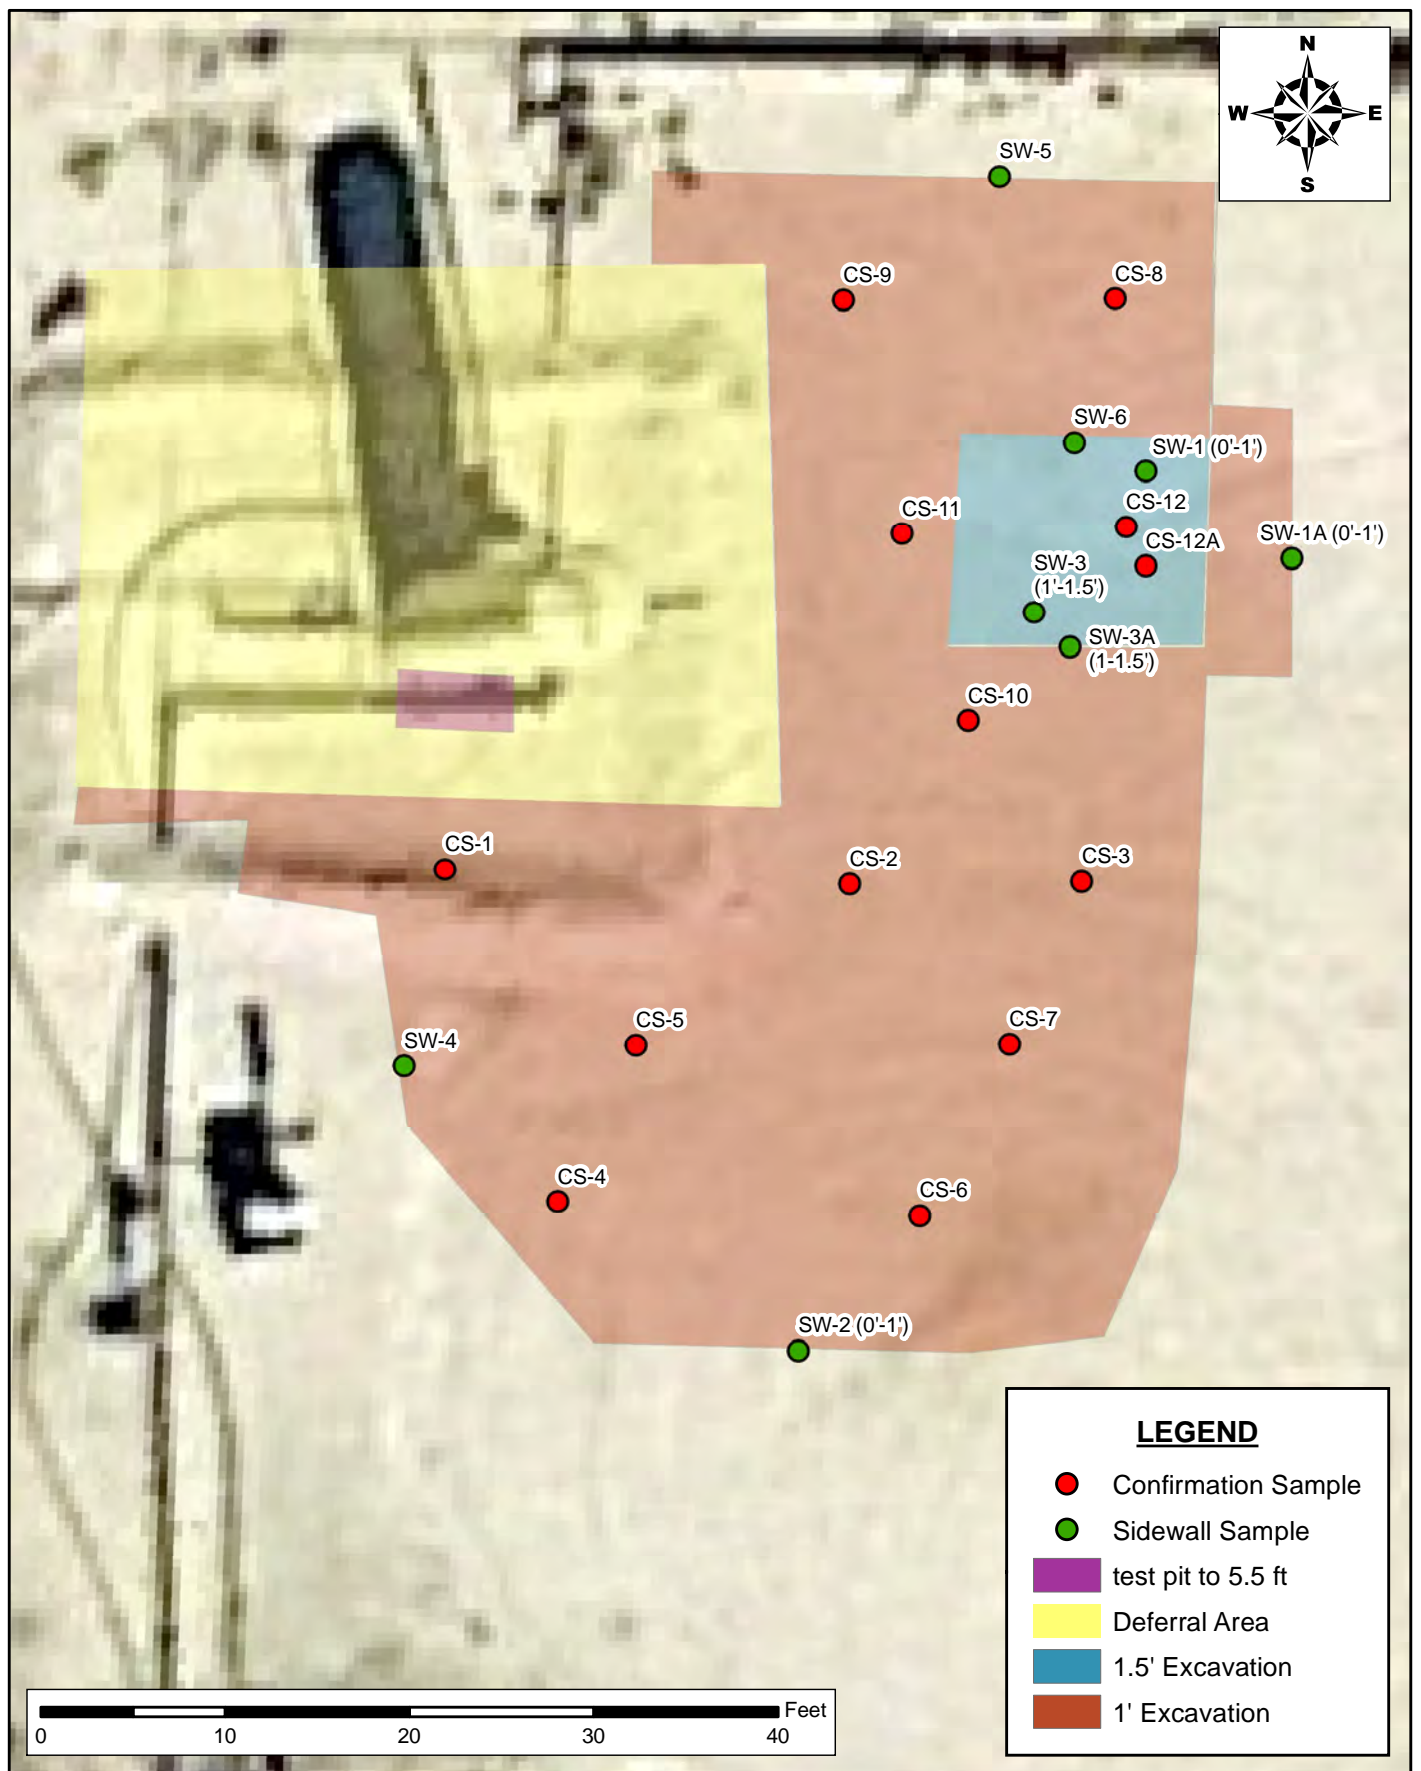 N
W E
S
SW-5
CS-9
CS-8
SW-6
SW-1 (0'-1')
CS-11
CS-12
SW-1A (0'-1')
CS-12A
SW-3
(1'-1.5')
SW-3A
(1-1.5')
CS-10
CS-1
CS-2
CS-3
CS-5
CS-7
SW-4
CS-4
CS-6
SW-2 (0'-1')
LEGEND
Confirmation Sample
Sidewall Sample
test pit to 5.5 ft
Deferral Area
1.5' Excavation
1' Excavation
Feet
0 10 20 30 40